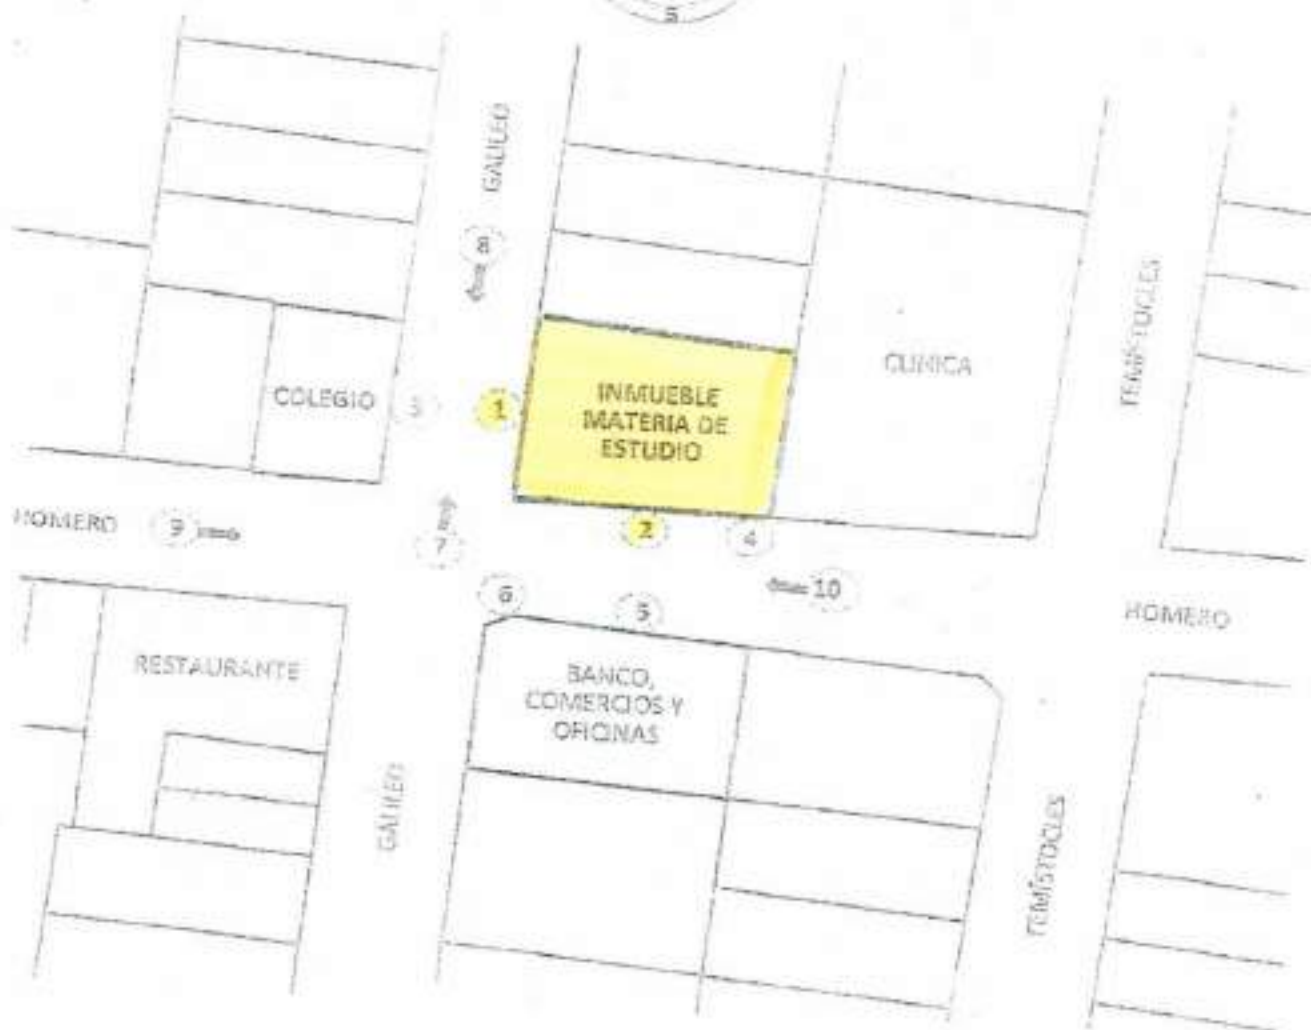 S
GALILEO
8
TEMÍSTOCLES
CLINICA
INMUEBLE
MATERIA DE
ESTUDIO
COLEGIO
3
1
HOMERO
9
7
2
4
10
6
5
HOMERO
RESTAURANTE
BANCO,
COMERCIOS Y
OFICINAS
GALILEO
TEMÍSTOCLES